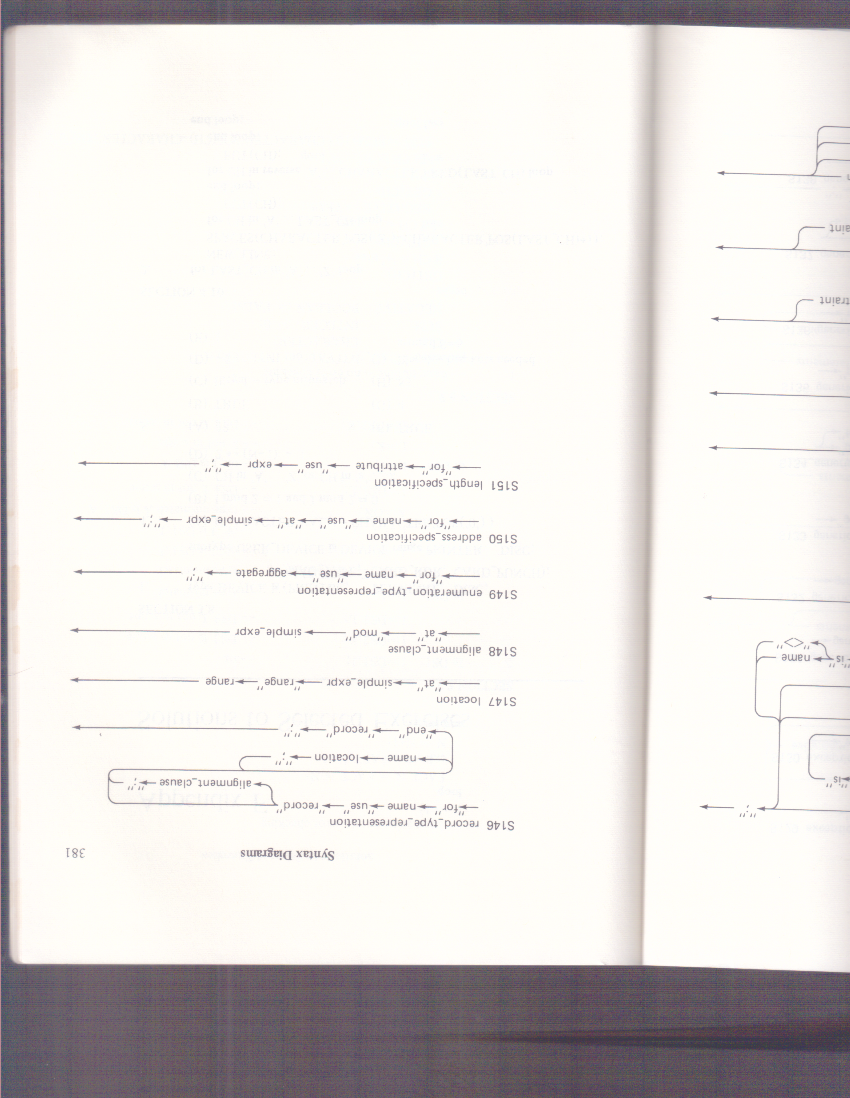 Syntax Diagrams 381
S146 record_type_representation
"for" name "use" "record"
alignment_clause ";"
name location ";"
"end" "record" ";"
S147 location
"at" simple_expr "range" range
S148 alignment_clause
"at" "mod" simple_expr
S149 enumeration_type_representation
"for" name "use" aggregate ";"
S150 address_specification
"for" name "use" "at" simple_expr ";"
S151 length_specification
"for" attribute "use" expr ";"
";"
"is"
"is" name
"<>"
traint
raint
n